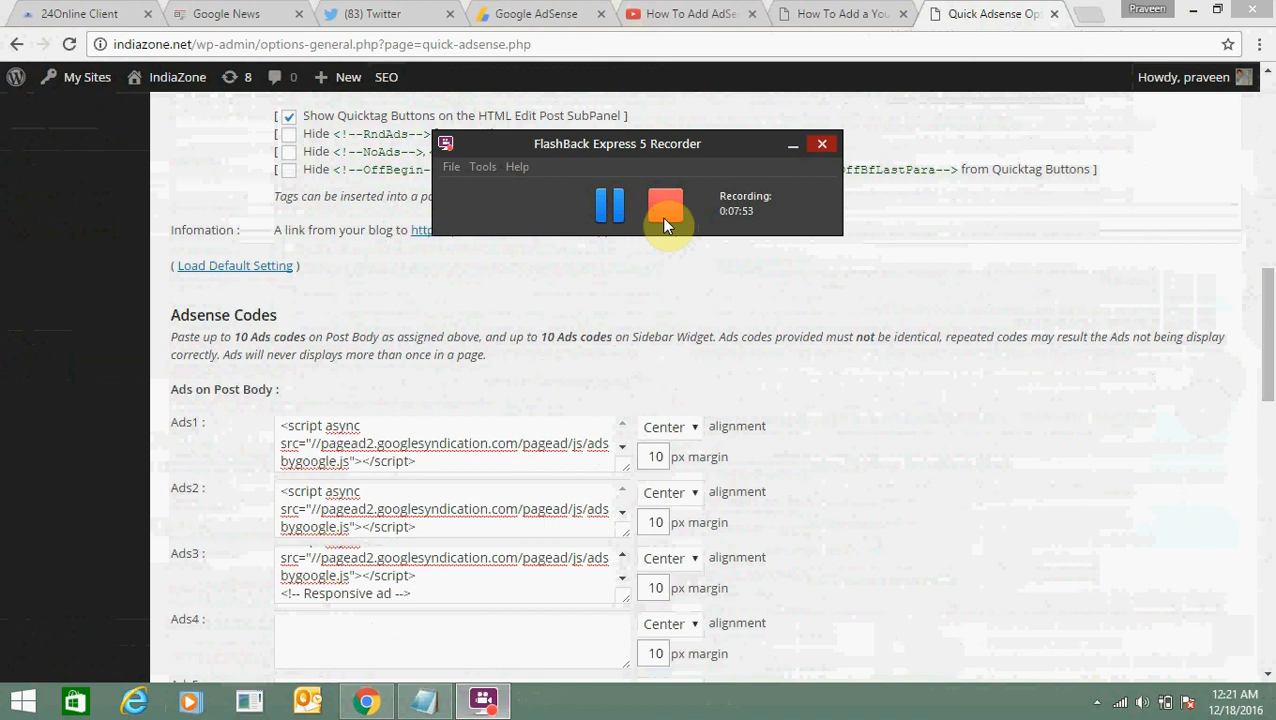 24Online Client
Google News
(83) Twitter
Google AdSense
How To Add AdSe
How To Add a You
Quick Adsense Op
Praveen
indiazone.net/wp-admin/options-general.php?page=quick-adsense.php
My Sites
IndiaZone
8
0
New
SEO
Howdy, praveen
[ Show Quicktag Buttons on the HTML Edit Post SubPanel ]
[ Hide <!--RndAds-->
[ Hide <!--NoAds-->,
[ Hide <!--OffBegin-
OffBfLastPara--> from Quicktag Buttons ]
Tags can be inserted into a po
FlashBack Express 5 Recorder
File
Tools
Help
Recording:
0:07:53
Infomation :
A link from your blog to http
( Load Default Setting )
Adsense Codes
Paste up to 10 Ads codes on Post Body as assigned above, and up to 10 Ads codes on Sidebar Widget. Ads codes provided must not be identical, repeated codes may result the Ads not being display
correctly. Ads will never displays more than once in a page.
Ads on Post Body :
Ads1 :
<script async
src="//pagead2.googlesyndication.com/pagead/js/ads
bygoogle.js"></script>
Center
alignment
10
px margin
Ads2 :
<script async
src="//pagead2.googlesyndication.com/pagead/js/ads
bygoogle.js"></script>
Center
alignment
10
px margin
Ads3 :
src="//pagead2.googlesyndication.com/pagead/js/ads
bygoogle.js"></script>
<!-- Responsive ad -->
Center
alignment
10
px margin
Ads4 :
Center
alignment
10
px margin
12:21 AM
12/18/2016